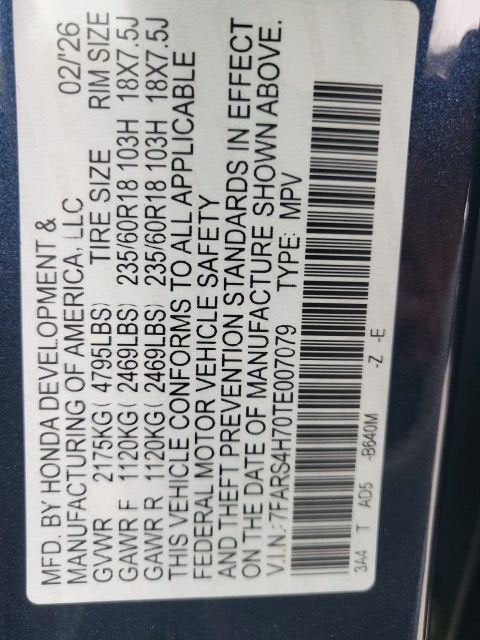 MFD. BY HONDA DEVELOPMENT & 02/'26
MANUFACTURING OF AMERICA, LLC
TIRE SIZE RIM SIZE
GVWR 2175KG( 4795LBS)
GAWR F 1120KG( 2469LBS) 235/60R18 103H 18X7.5J
GAWR R 1120KG( 2469LBS) 235/60R18 103H 18X7.5J
THIS VEHICLE CONFORMS TO ALL APPLICABLE
FEDERAL MOTOR VEHICLE SAFETY
AND THEFT PREVENTION STANDARDS IN EFFECT
ON THE DATE OF MANUFACTURE SHOWN ABOVE.
V.I.N.:7FARS4H70TE007079 TYPE: MPV
3A4 T AD5 -B640M -Z -E